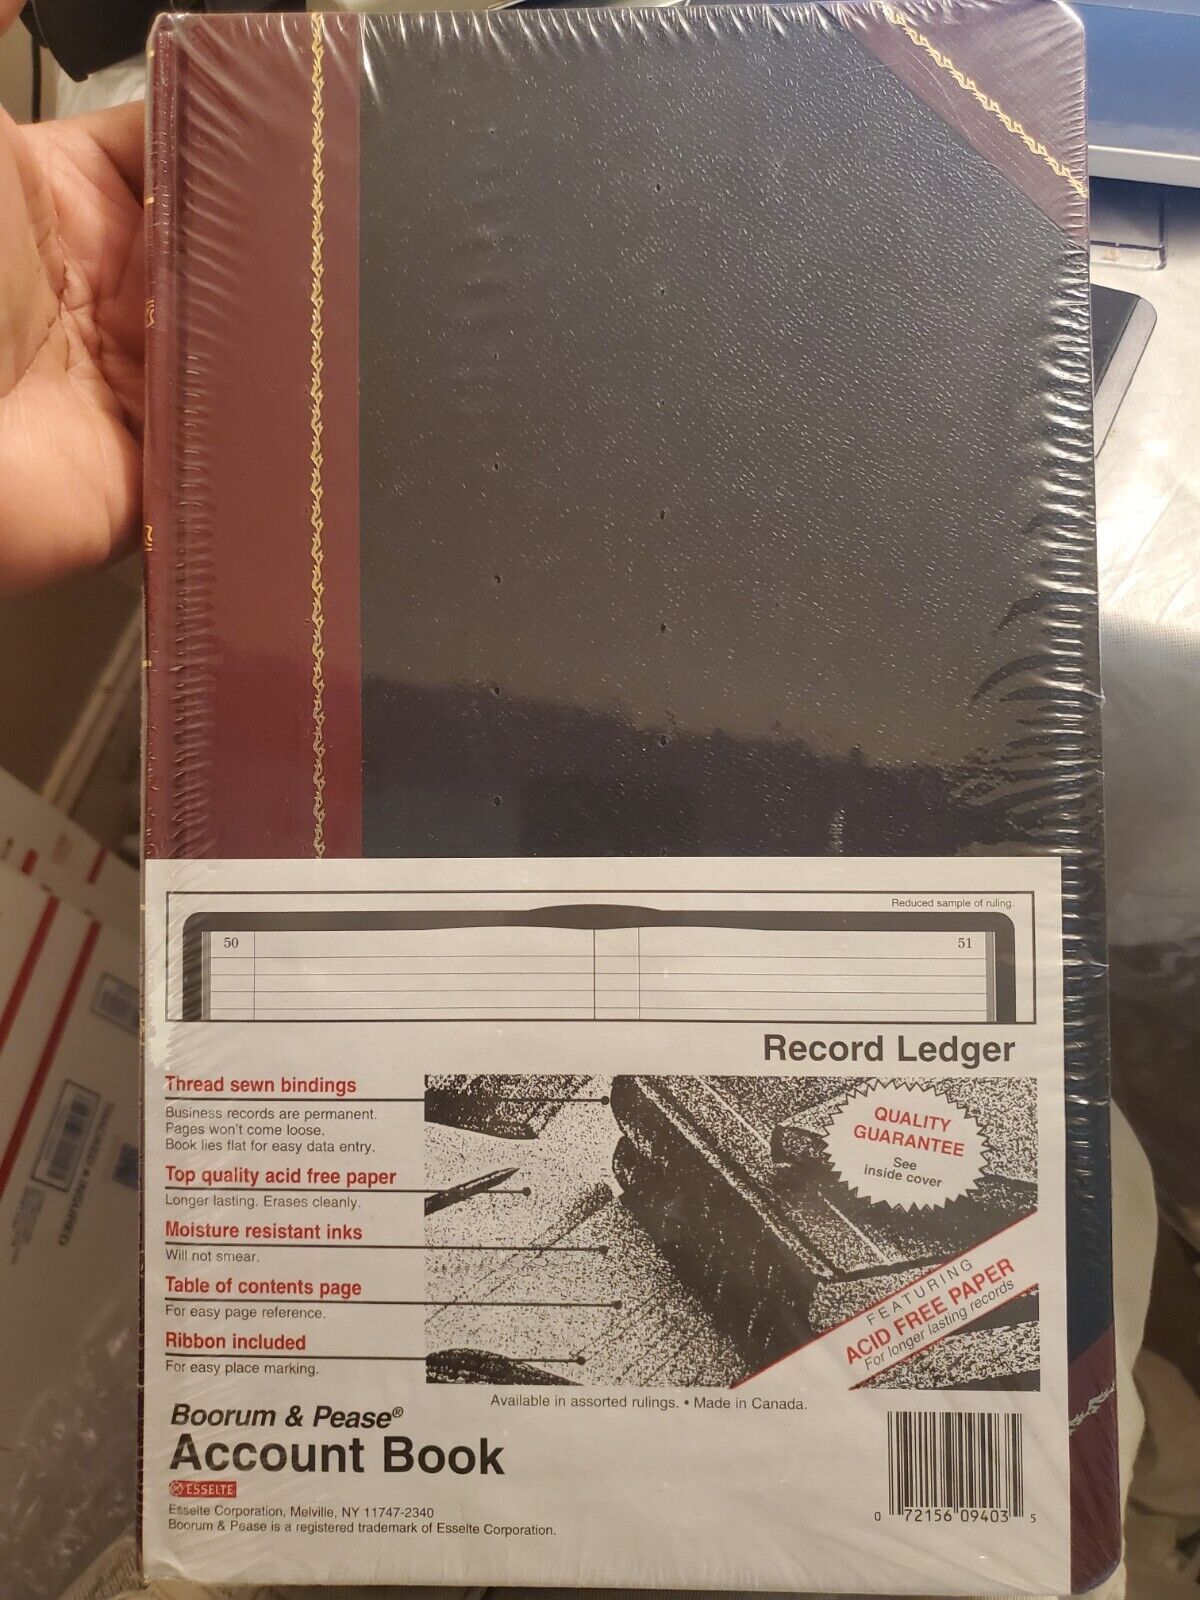 Reduced sample of ruling.
50
51
Record Ledger
Thread sewn bindings
Business records are permanent.
Pages won't come loose.
Book lies flat for easy data entry.
Top quality acid free paper
Longer lasting. Erases cleanly.
Moisture resistant inks
Will not smear.
Table of contents page
For easy page reference.
Ribbon included
For easy place marking.
QUALITY
GUARANTEE
See
inside cover
FEATURING
ACID FREE PAPER
For longer lasting records
Available in assorted rulings. • Made in Canada.
Boorum & Pease®
Account Book
ESSELTE
Esselte Corporation, Melville, NY 11747-2340
Boorum & Pease is a registered trademark of Esselte Corporation.
0 72156 09403 5
INSURED